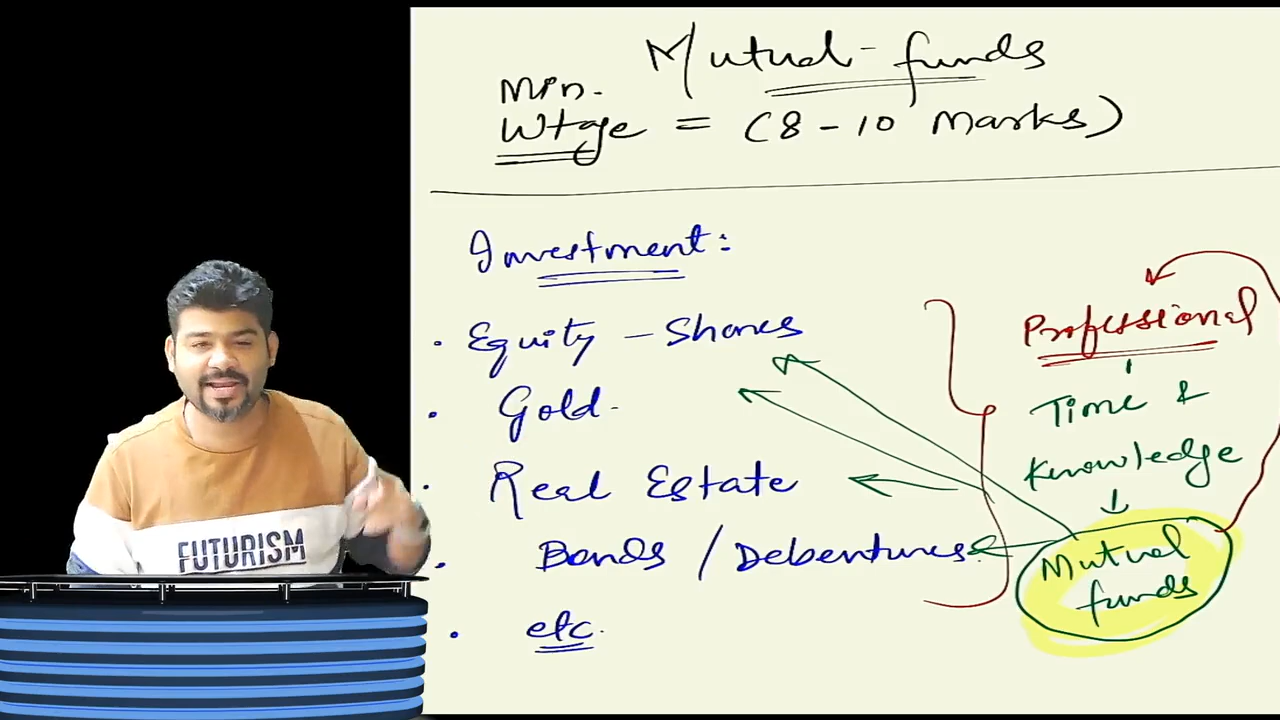 Mutual-funds
Min.
Wtge = (8-10 Marks)
Investment:
. Equity - Shares
. Gold.
. Real Estate
. Bonds / Debentures.
. etc.
Professional
Time &
Knowledge
Mutual
funds
FUTURISM